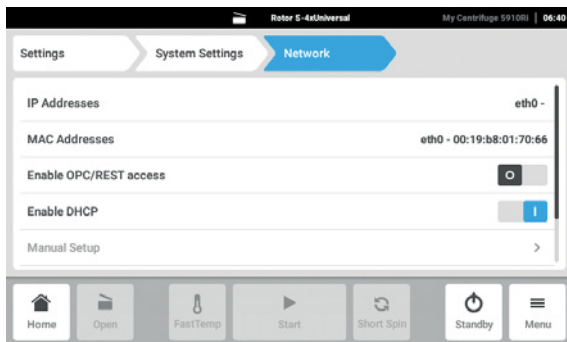 Rotor S-4xUniversal My Centrifuge 5910Ri | 06:40
Settings System Settings Network
IP Addresses eth0 -
MAC Addresses eth0 - 00:19:b8:01:70:66
Enable OPC/REST access O
Enable DHCP I
Manual Setup >
Home Open FastTemp Start Short Spin Standby Menu